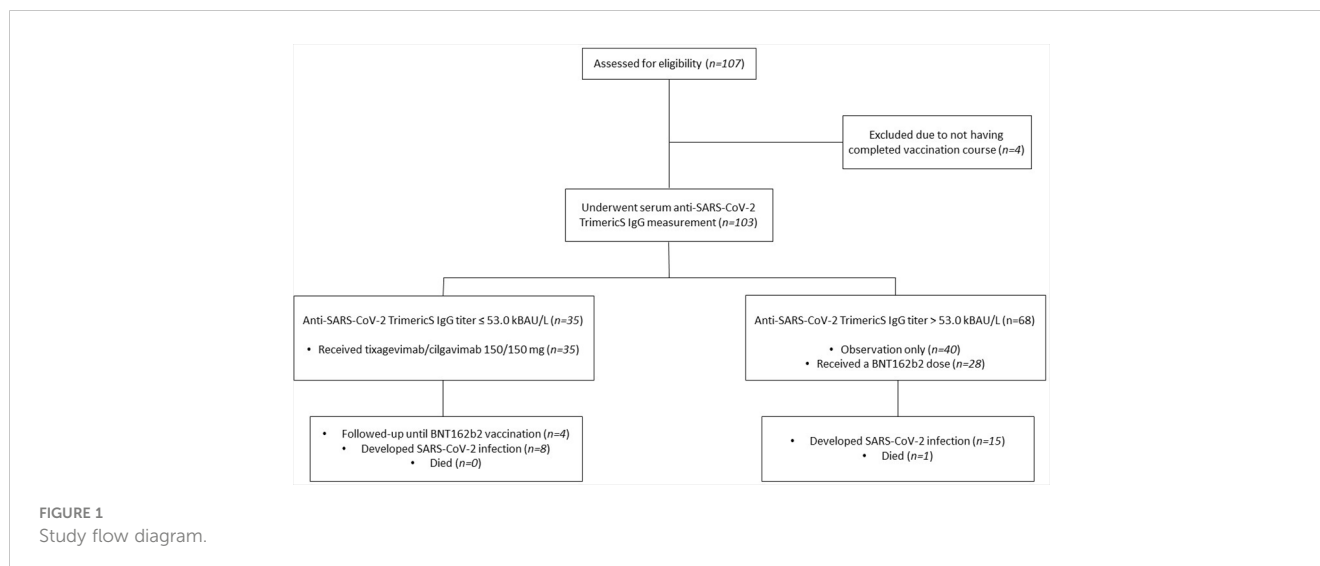 Assessed for eligibility (n=107)
Excluded due to not having
completed vaccination course (n=4)
Underwent serum anti-SARS-CoV-2
TrimericS IgG measurement (n=103)
Anti-SARS-CoV-2 TrimericS IgG titer ≤ 53.0 kBAU/L (n=35)
• Received tixagevimab/cilgavimab 150/150 mg (n=35)
Anti-SARS-CoV-2 TrimericS IgG titer > 53.0 kBAU/L (n=68)
• Observation only (n=40)
• Received a BNT162b2 dose (n=28)
• Followed-up until BNT162b2 vaccination (n=4)
• Developed SARS-CoV-2 infection (n=8)
• Died (n=0)
• Developed SARS-CoV-2 infection (n=15)
• Died (n=1)
FIGURE 1
Study flow diagram.